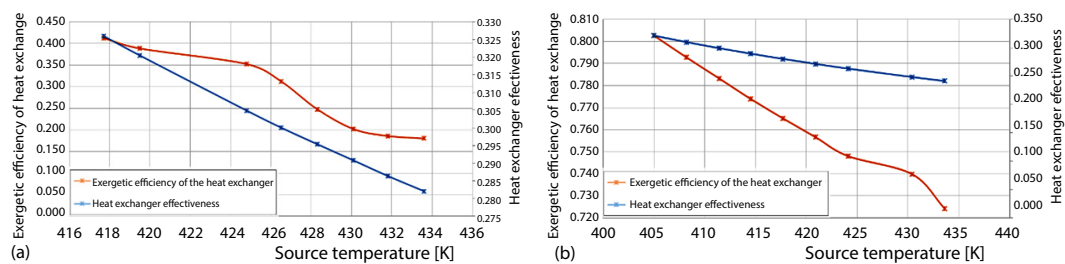 Exergetic efficiency of heat exchange
0.450
0.400
0.350
0.300
0.250
0.200
0.150
0.100
0.050
0.000
Exergetic efficiency of the heat exchanger
Heat exchanger effectiveness
0.330
0.325
0.320
0.315
0.310
0.305
0.300
0.295
0.290
0.285
0.280
0.275
Heat exchanger effectiveness
416 418 420 422 424 426 428 430 432 434 436
(a)
Source temperature [K]
Exergetic efficiency of heat exchange
0.810
0.800
0.790
0.780
0.770
0.760
0.750
0.740
0.730
0.720
Exergetic efficiency of the heat exchanger
Heat exchanger effectiveness
0.350
0.300
0.250
0.200
0.150
0.100
0.050
0.000
Heat exchanger effectiveness
400 405 410 415 420 425 430 435 440
(b)
Source temperature [K]